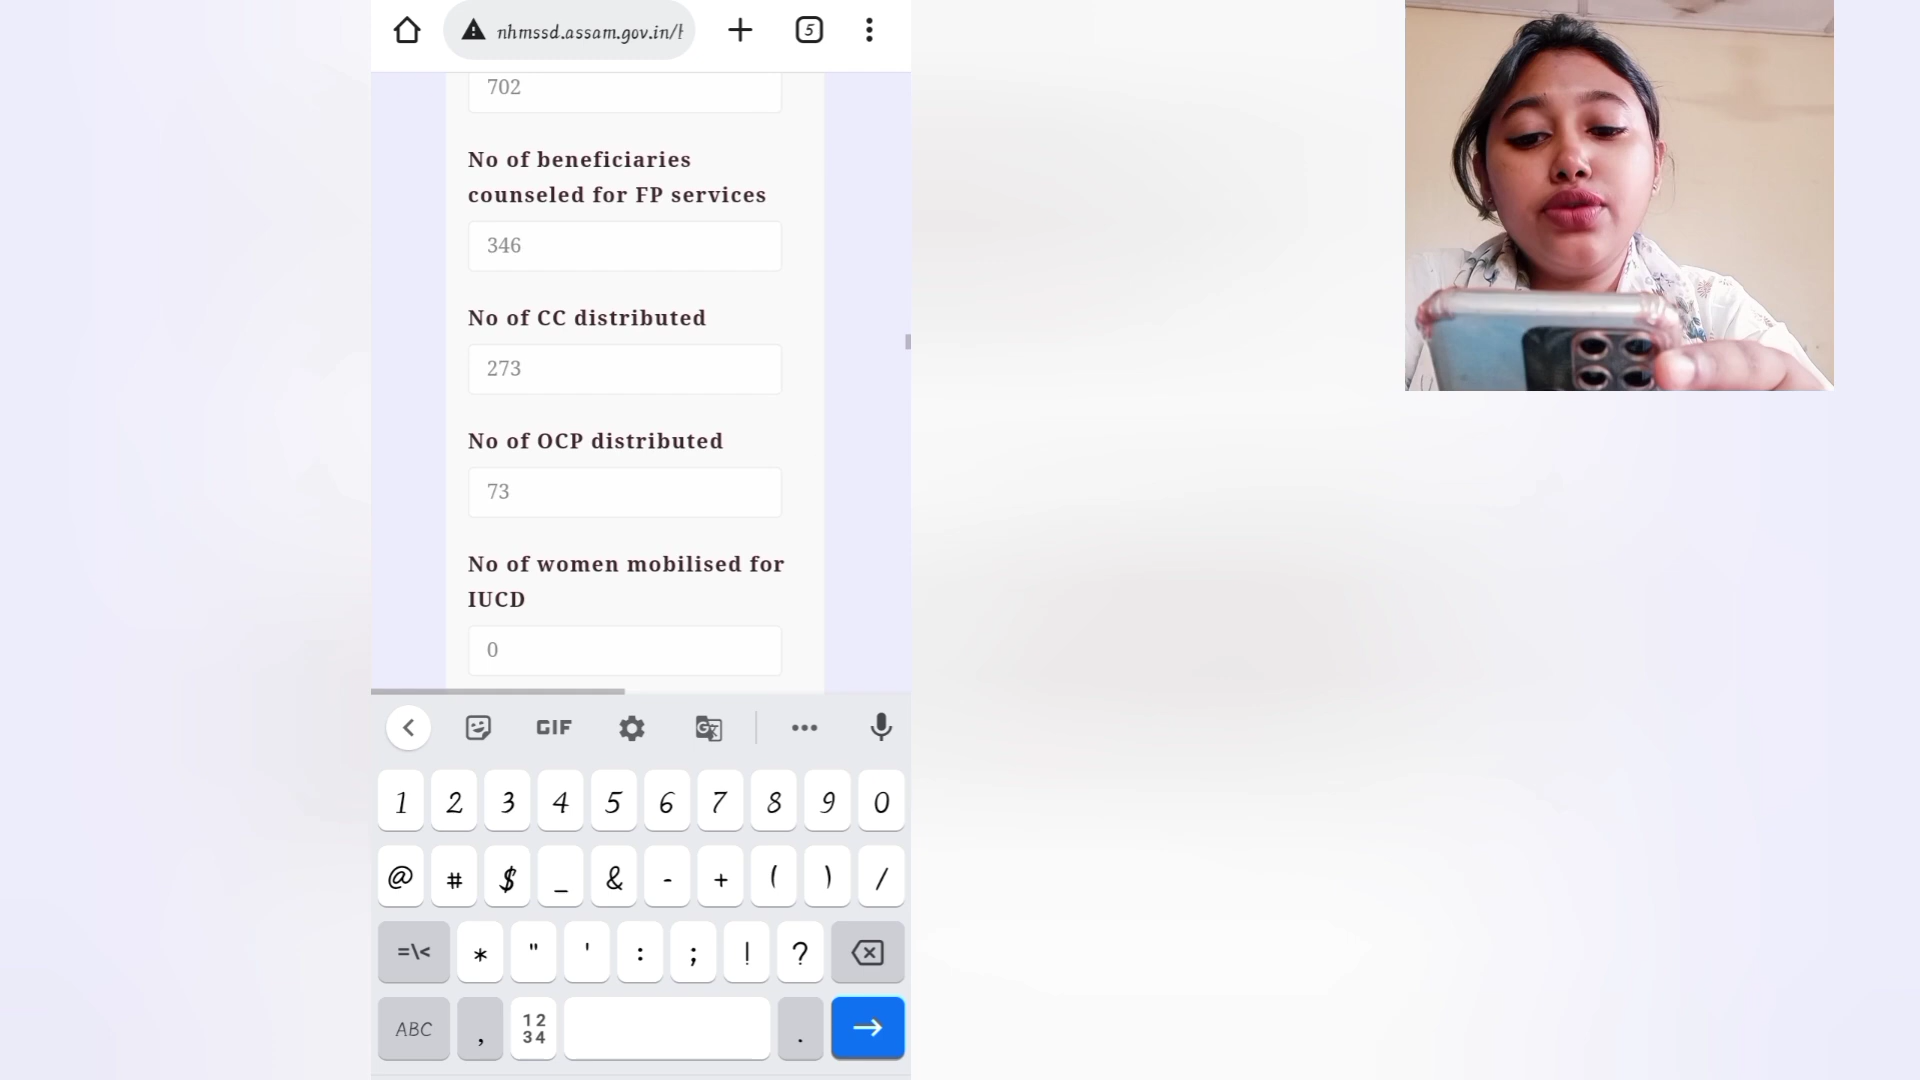 nhmssd.assam.gov.in/
5
702
No of beneficiaries
counseled for FP services
346
No of CC distributed
273
No of OCP distributed
73
No of women mobilised for
IUCD
0
GIF
1 2 3 4 5 6 7 8 9 0
@ # $ _ & - + ( ) /
=\< * " ' : ; ! ?
ABC , 12 .
34